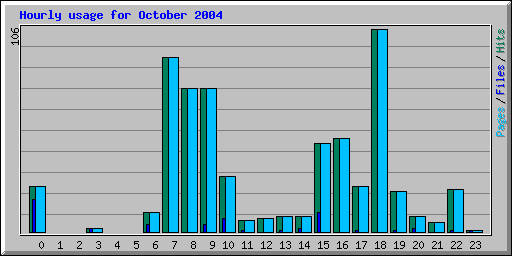 Hourly usage for October 2004
106
Pages/Files/Hits
0 1 2 3 4 5 6 7 8 9 10 11 12 13 14 15 16 17 18 19 20 21 22 23